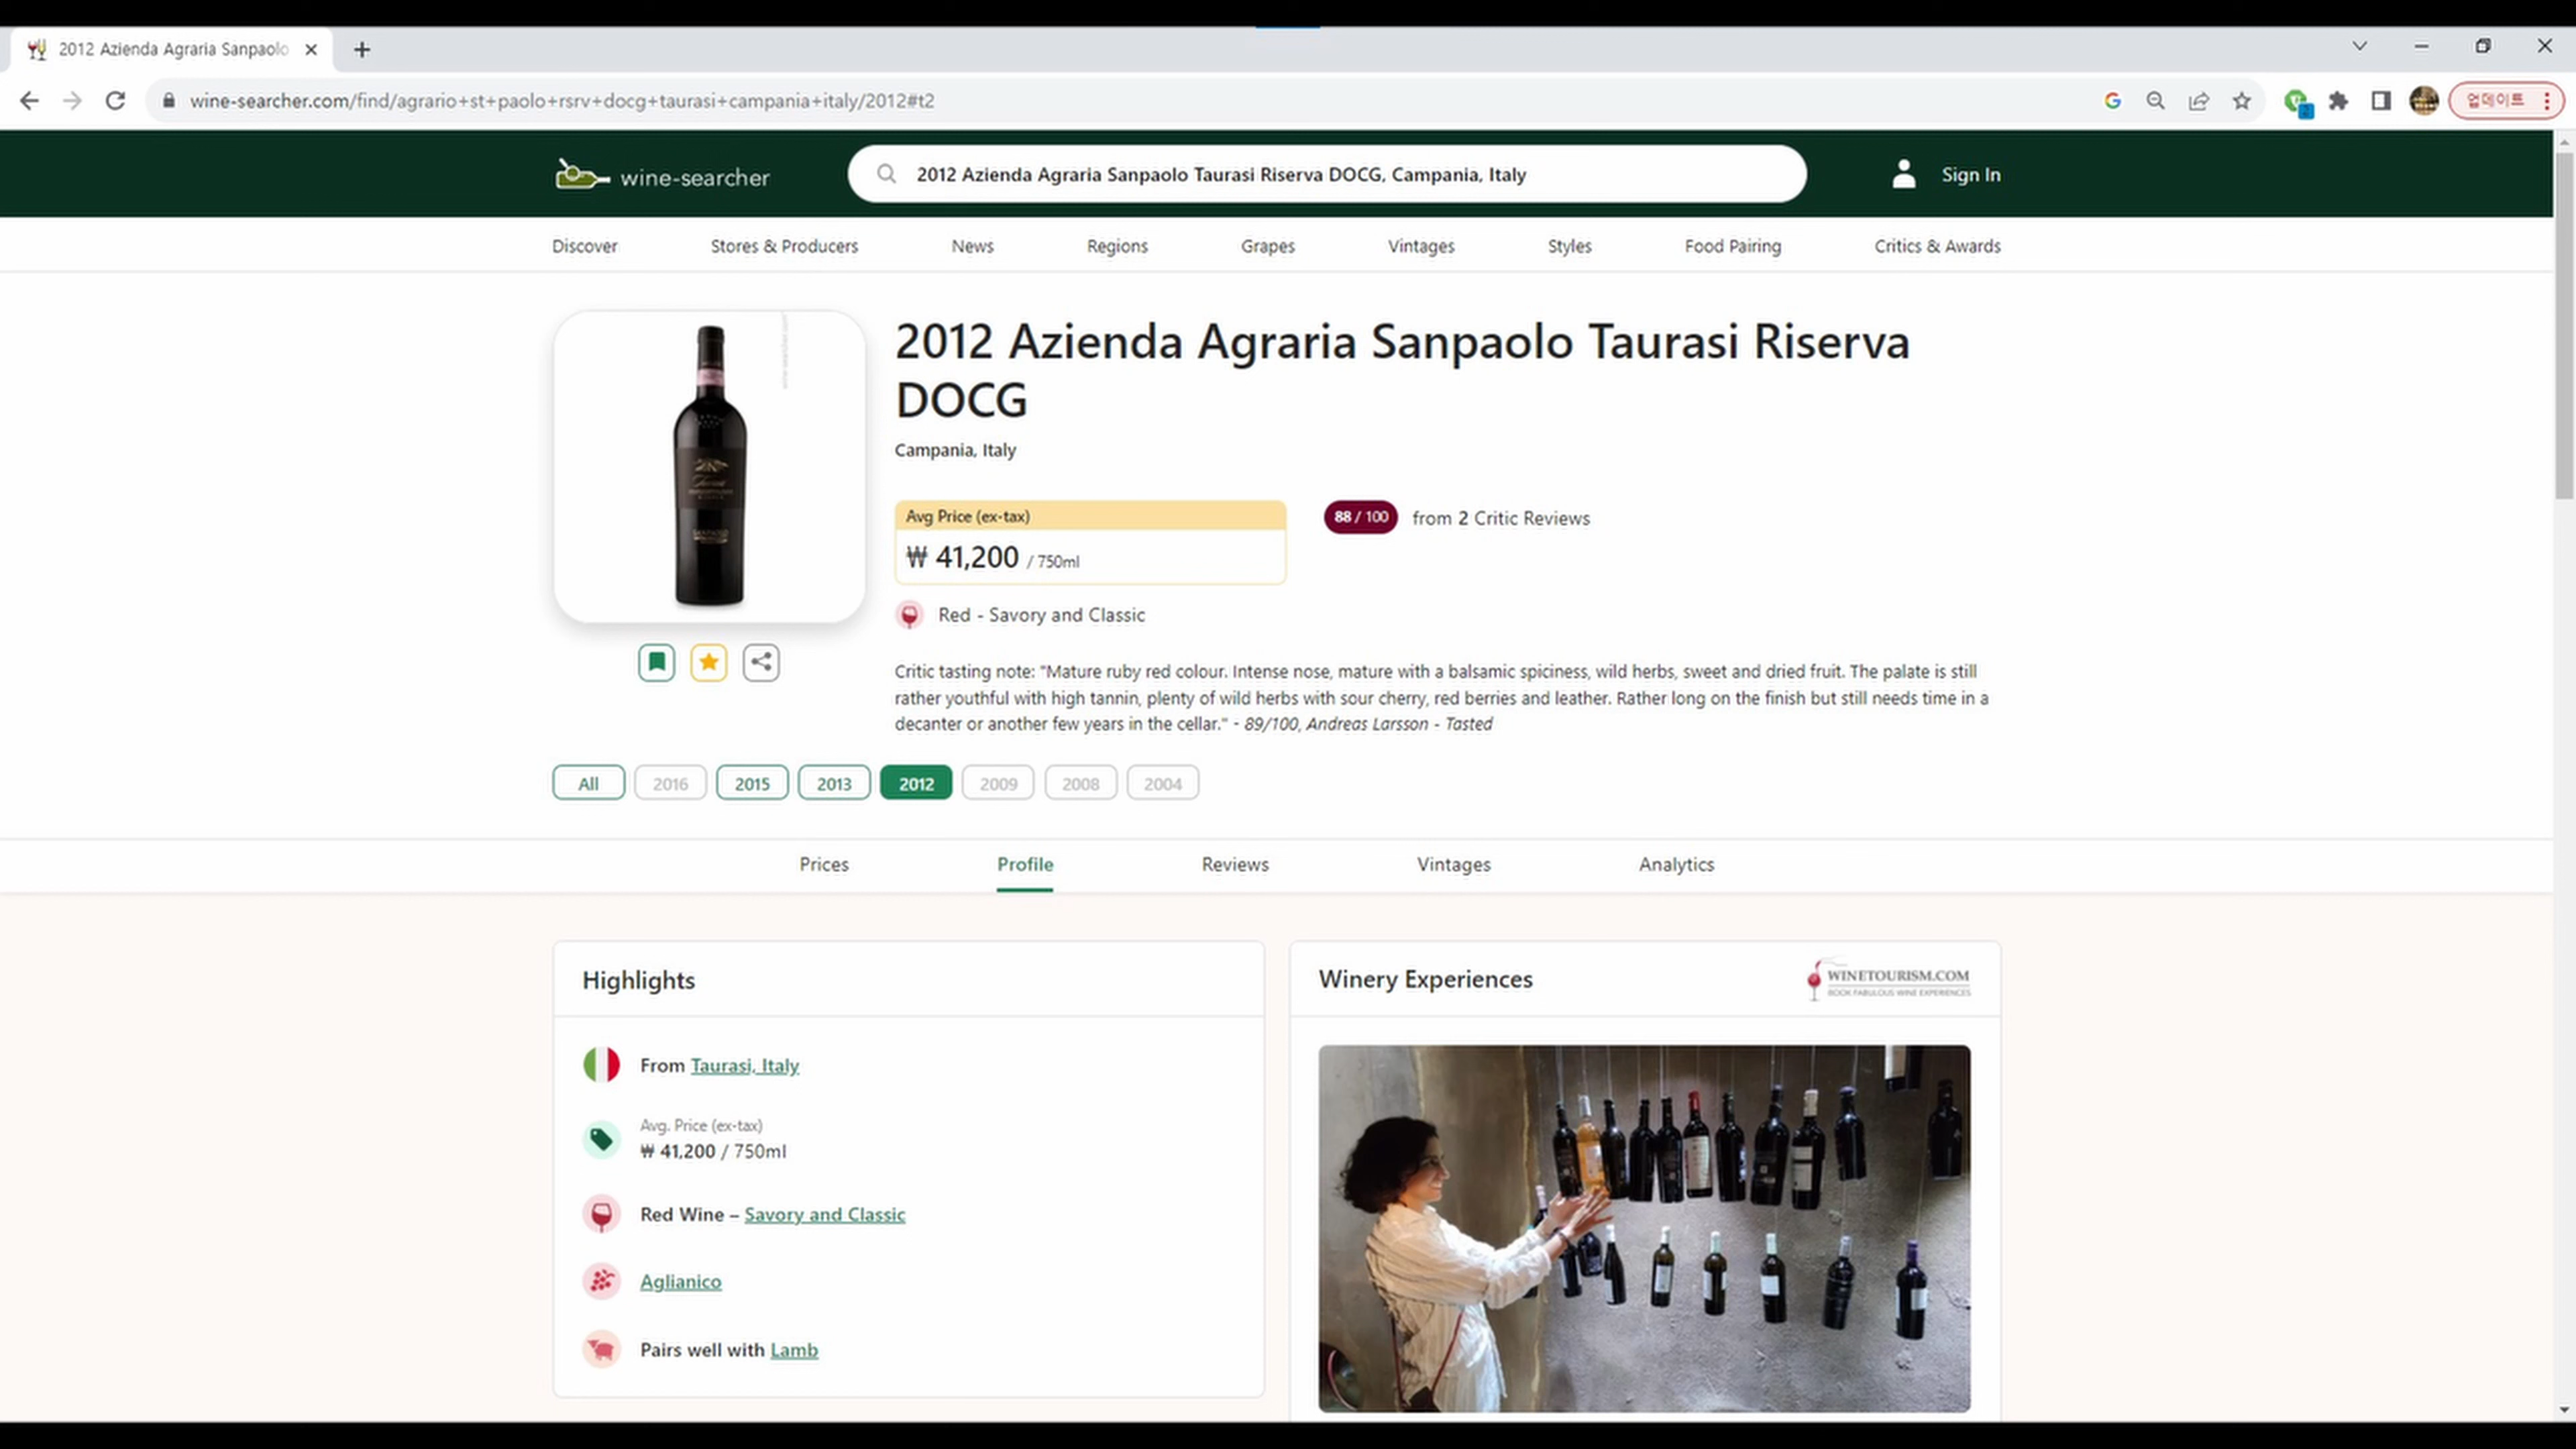 2012 Azienda Agraria Sanpaolo
wine-searcher.com/find/agrario+st+paolo+rsrv+docg+taurasi+campania+italy/2012#t2
업데이트
wine-searcher
2012 Azienda Agraria Sanpaolo Taurasi Riserva DOCG, Campania, Italy
Sign In
Discover
Stores & Producers
News
Regions
Grapes
Vintages
Styles
Food Pairing
Critics & Awards
2012 Azienda Agraria Sanpaolo Taurasi Riserva
DOCG
Campania, Italy
Avg Price (ex-tax)
₩ 41,200 / 750ml
88 / 100 from 2 Critic Reviews
Red - Savory and Classic
Critic tasting note: "Mature ruby red colour. Intense nose, mature with a balsamic spiciness, wild herbs, sweet and dried fruit. The palate is still
rather youthful with high tannin, plenty of wild herbs with sour cherry, red berries and leather. Rather long on the finish but still needs time in a
decanter or another few years in the cellar." - 89/100, Andreas Larsson - Tasted
All
2016
2015
2013
2012
2009
2008
2004
Prices
Profile
Reviews
Vintages
Analytics
Highlights
From Taurasi, Italy
Avg. Price (ex-tax)
₩ 41,200 / 750ml
Red Wine – Savory and Classic
Aglianico
Pairs well with Lamb
Winery Experiences
WINETOURISM.COM
BOOK FABULOUS WINE EXPERIENCES